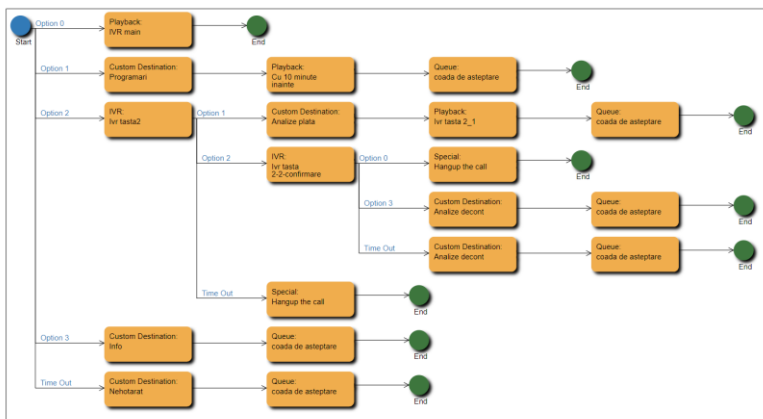 Option 0
Playback:
IVR main
Start
End
Option 1
Custom Destination:
Programari
Playback:
Cu 10 minute
inainte
Queue:
coada de asteptare
End
Option 2
IVR:
Ivr tasta2
Option 1
Custom Destination:
Analize plata
Playback:
Ivr tasta 2_1
Queue:
coada de asteptare
End
Option 2
IVR:
Ivr tasta
2-2-confirmare
Option 0
Special:
Hangup the call
End
Option 3
Custom Destination:
Analize decont
Queue:
coada de asteptare
End
Time Out
Custom Destination:
Analize decont
Queue:
coada de asteptare
End
Time Out
Special:
Hangup the call
End
Option 3
Custom Destination:
Info
Queue:
coada de asteptare
End
Time Out
Custom Destination:
Nehotarat
Queue:
coada de asteptare
End